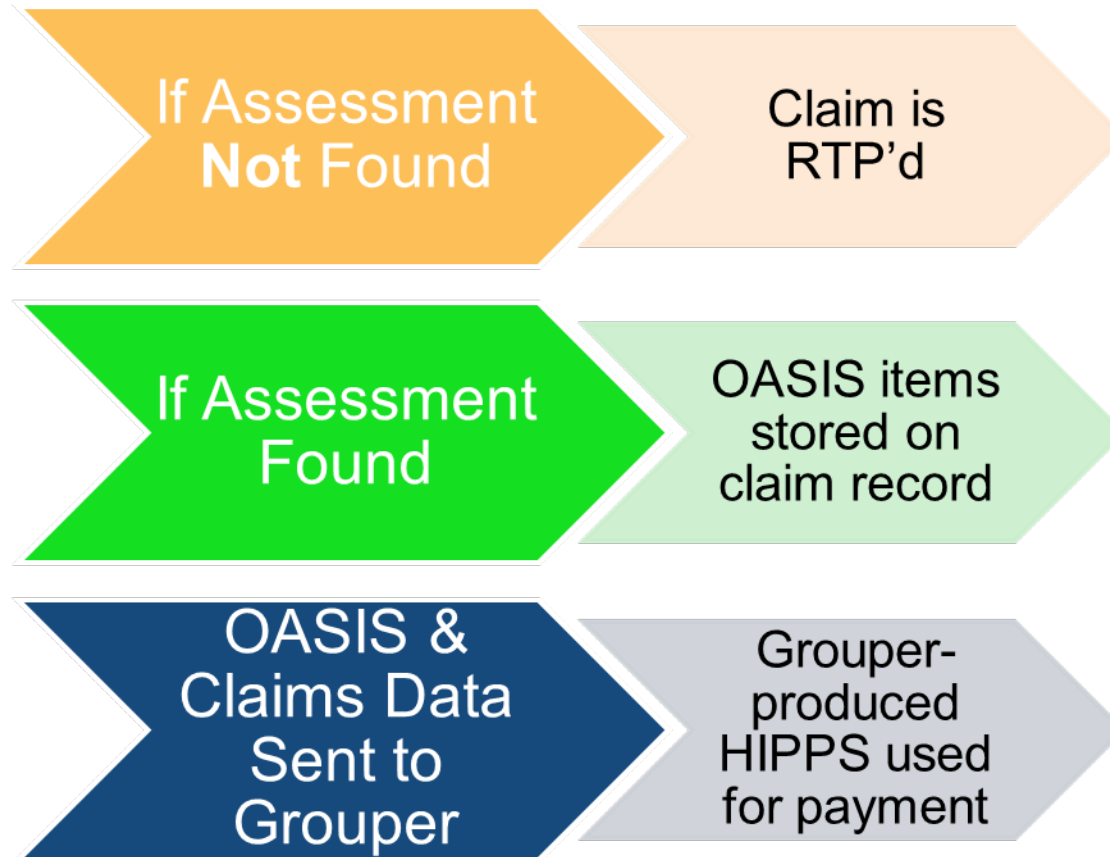 If Assessment
Not Found
Claim is
RTP’d
If Assessment
Found
OASIS items
stored on
claim record
OASIS &
Claims Data
Sent to
Grouper
Grouper-
produced
HIPPS used
for payment